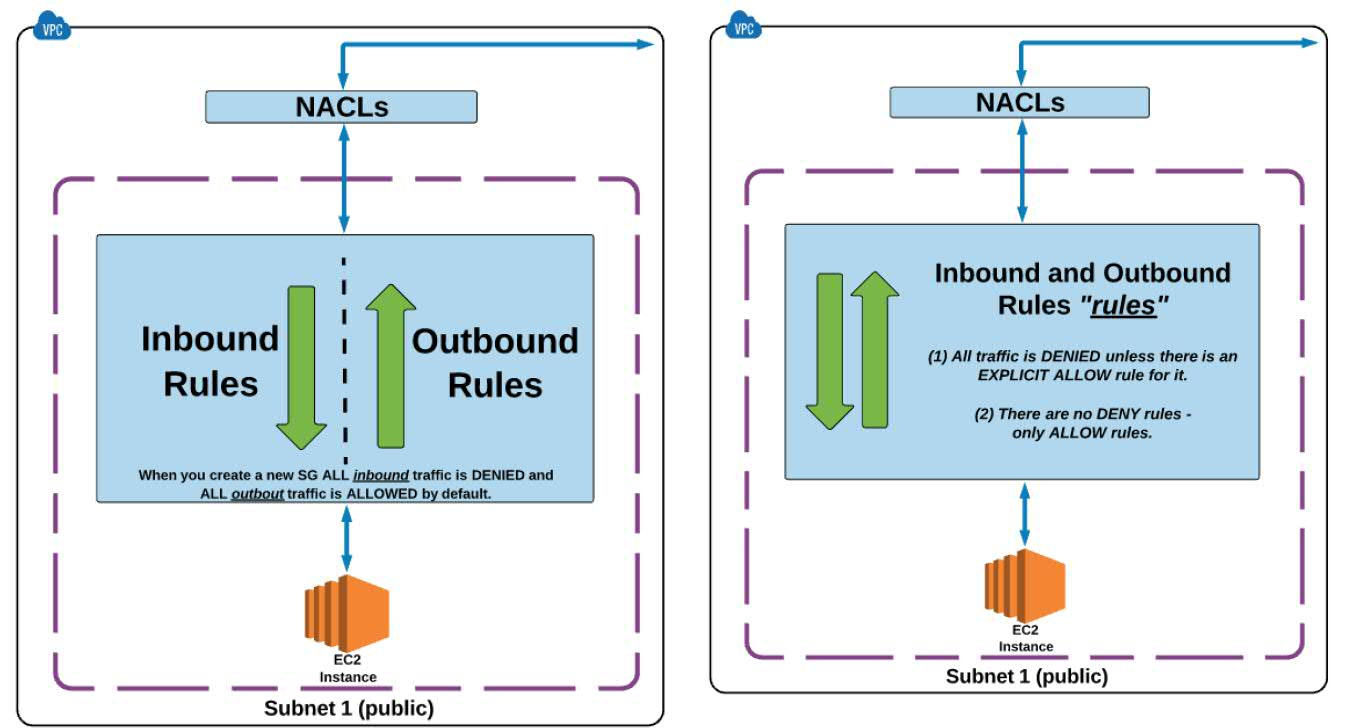 VPC
NACLs
Inbound
Rules
Outbound
Rules
When you create a new SG ALL inbound traffic is DENIED and
ALL outbout traffic is ALLOWED by default.
EC2
Instance
Subnet 1 (public)
VPC
NACLs
Inbound and Outbound
Rules "rules"
(1) All traffic is DENIED unless there is an
EXPLICIT ALLOW rule for it.
(2) There are no DENY rules -
only ALLOW rules.
EC2
Instance
Subnet 1 (public)